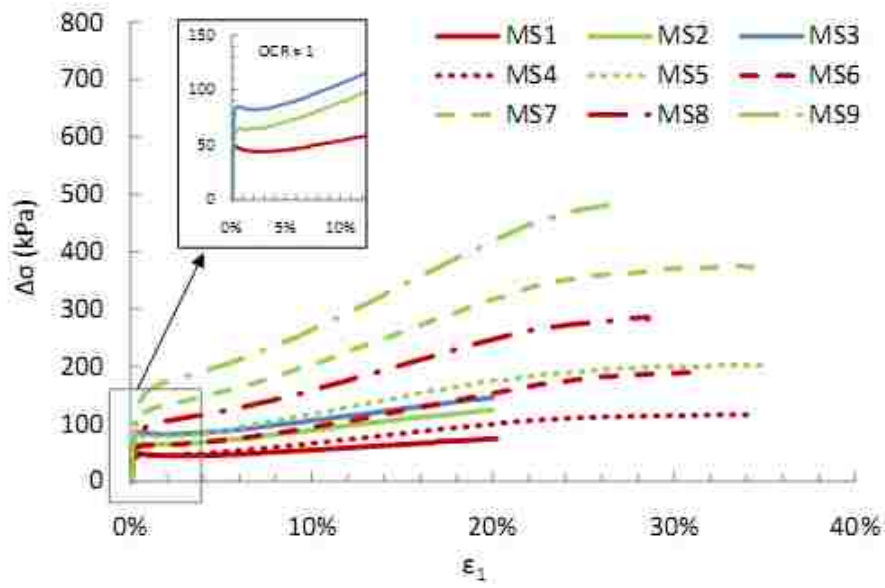 800
700
600
500
400
300
200
100
0
Δσ (kPa)
150
100
50
0
OCR = 1
0% 5% 10%
MS1 MS2 MS3
MS4 MS5 MS6
MS7 MS8 MS9
0% 10% 20% 30% 40%
ε1